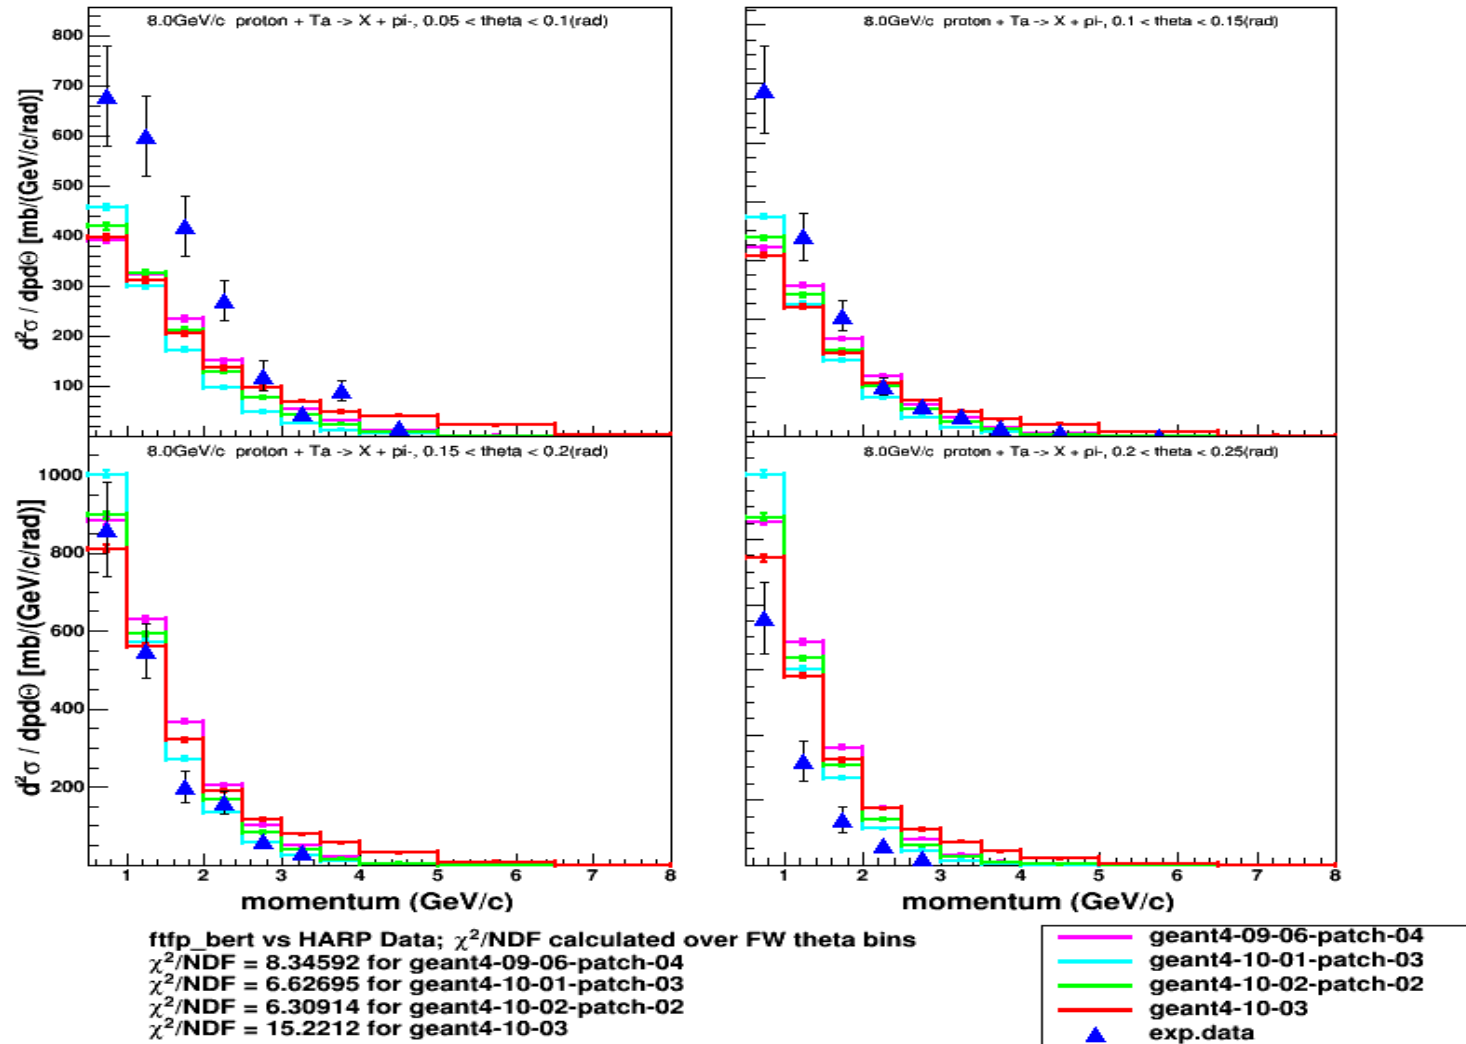 8.0GeV/c proton + Ta -> X + pi-, 0.05 < theta < 0.1(rad)
8.0GeV/c proton + Ta -> X + pi-, 0.1 < theta < 0.15(rad)
d²σ / dpdΘ [mb/(GeV/c/rad)]
800
700
600
500
400
300
200
100
8.0GeV/c proton + Ta -> X + pi-, 0.15 < theta < 0.2(rad)
8.0GeV/c proton + Ta -> X + pi-, 0.2 < theta < 0.25(rad)
d²σ / dpdΘ [mb/(GeV/c/rad)]
1000
800
600
400
200
1 2 3 4 5 6 7 8
1 2 3 4 5 6 7 8
momentum (GeV/c)
momentum (GeV/c)
ftfp_bert vs HARP Data; χ²/NDF calculated over FW theta bins
χ²/NDF = 8.34592 for geant4-09-06-patch-04
χ²/NDF = 6.62695 for geant4-10-01-patch-03
χ²/NDF = 6.30914 for geant4-10-02-patch-02
χ²/NDF = 15.2212 for geant4-10-03
geant4-09-06-patch-04
geant4-10-01-patch-03
geant4-10-02-patch-02
geant4-10-03
exp.data